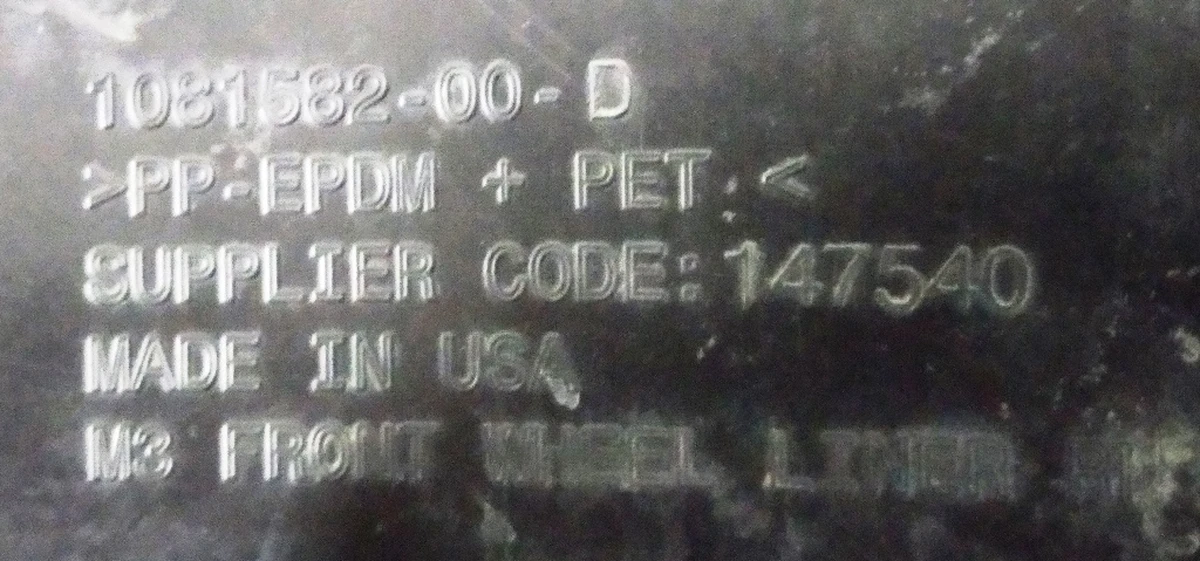 1081582-00-D
>PP-EPDM + PET.<
SUPPLIER CODE:147540
MADE IN USA
M3 FRONT WHEEL LINER